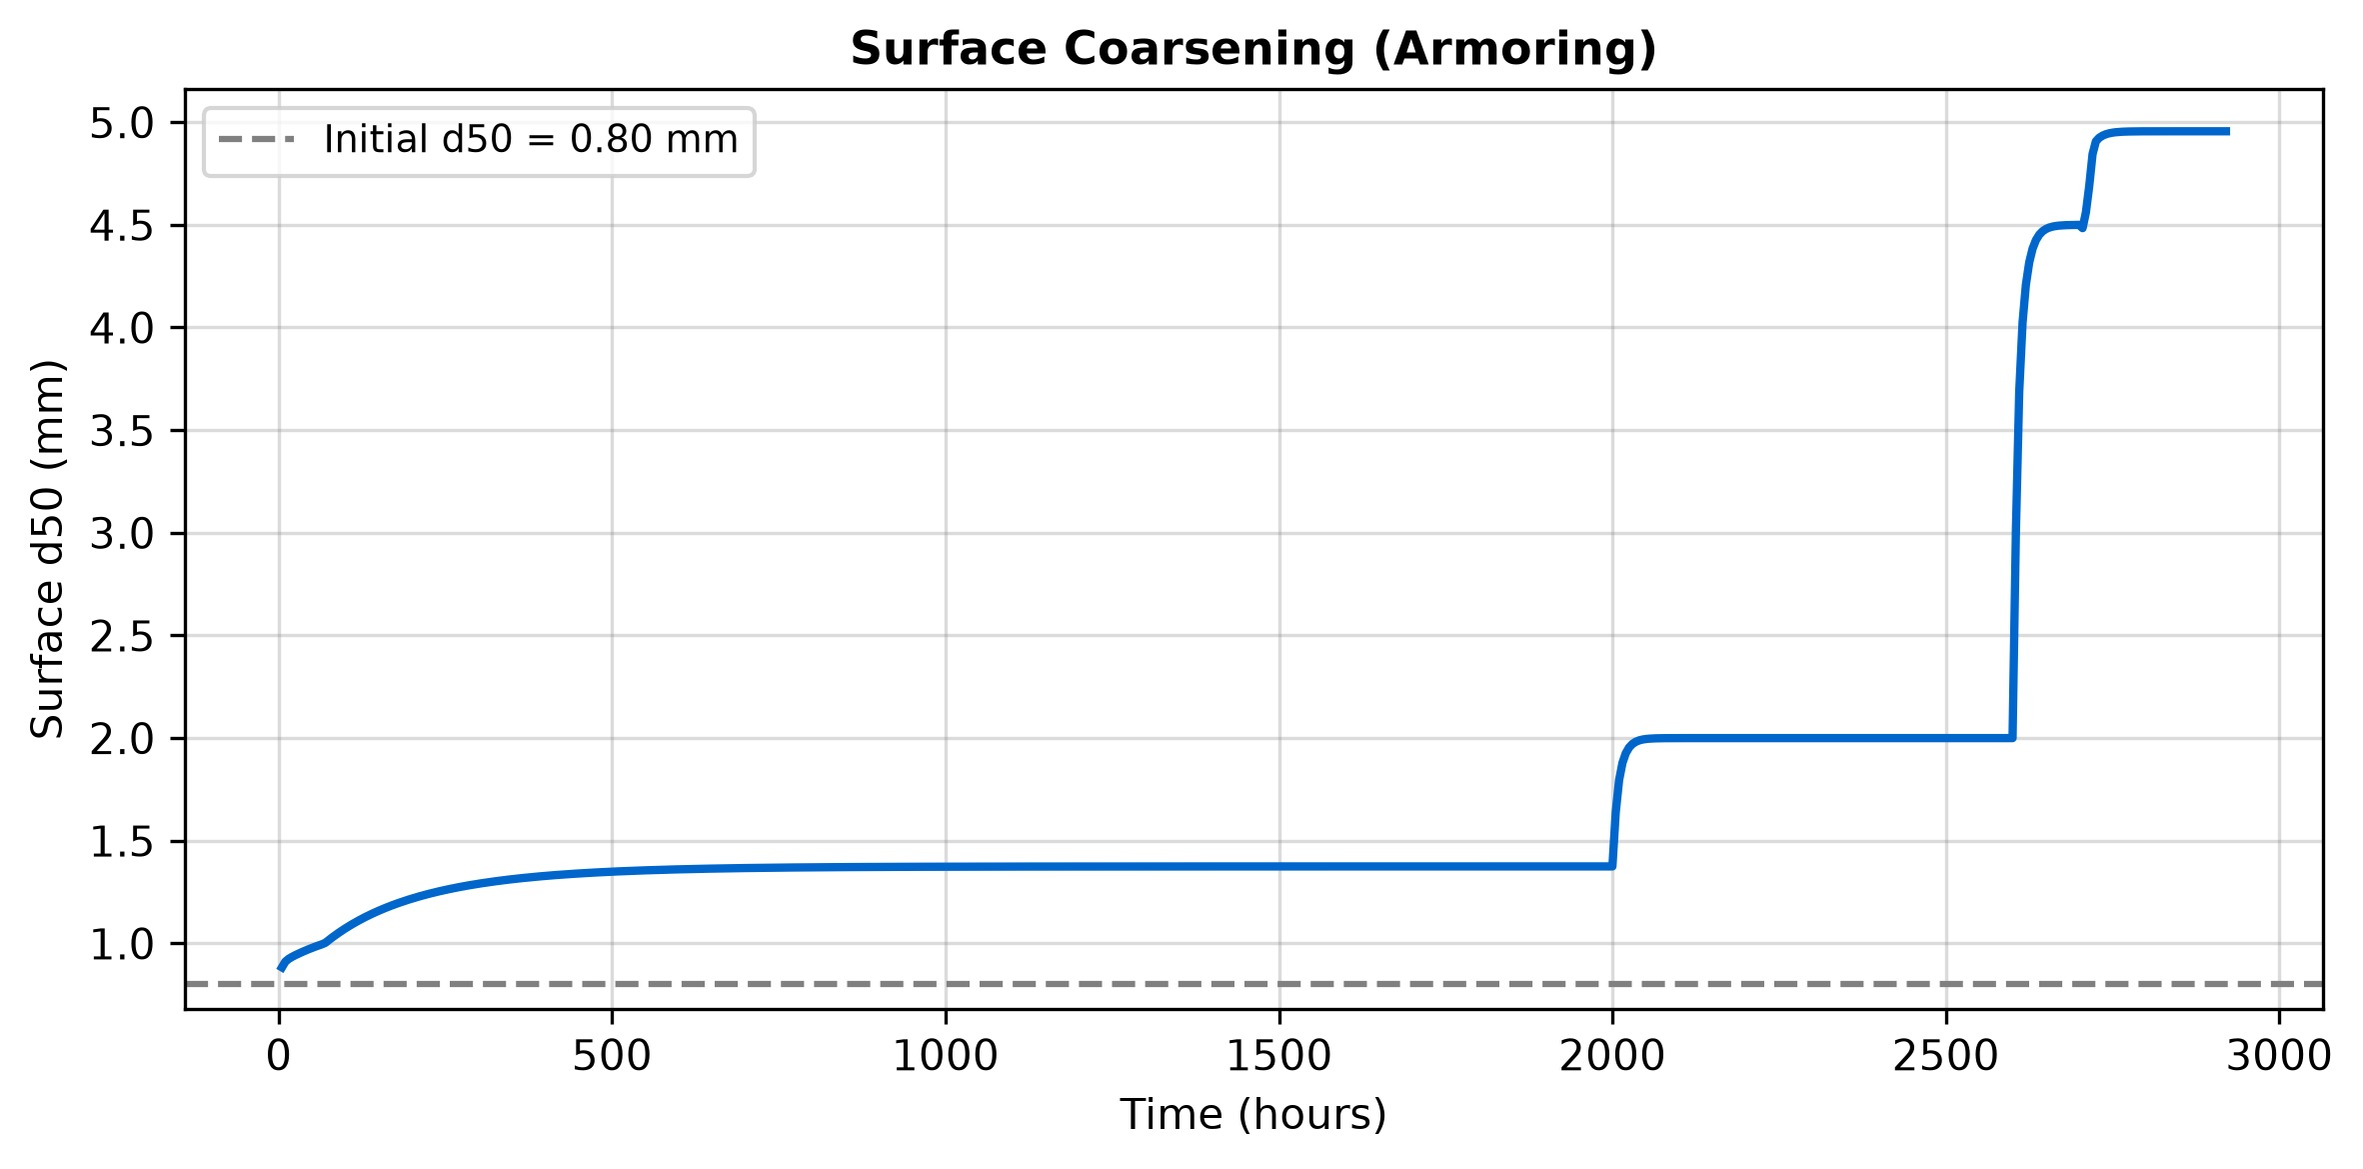 Surface Coarsening (Armoring)
Initial d50 = 0.80 mm
Surface d50 (mm)
5.0
4.5
4.0
3.5
3.0
2.5
2.0
1.5
1.0
0 500 1000 1500 2000 2500 3000
Time (hours)